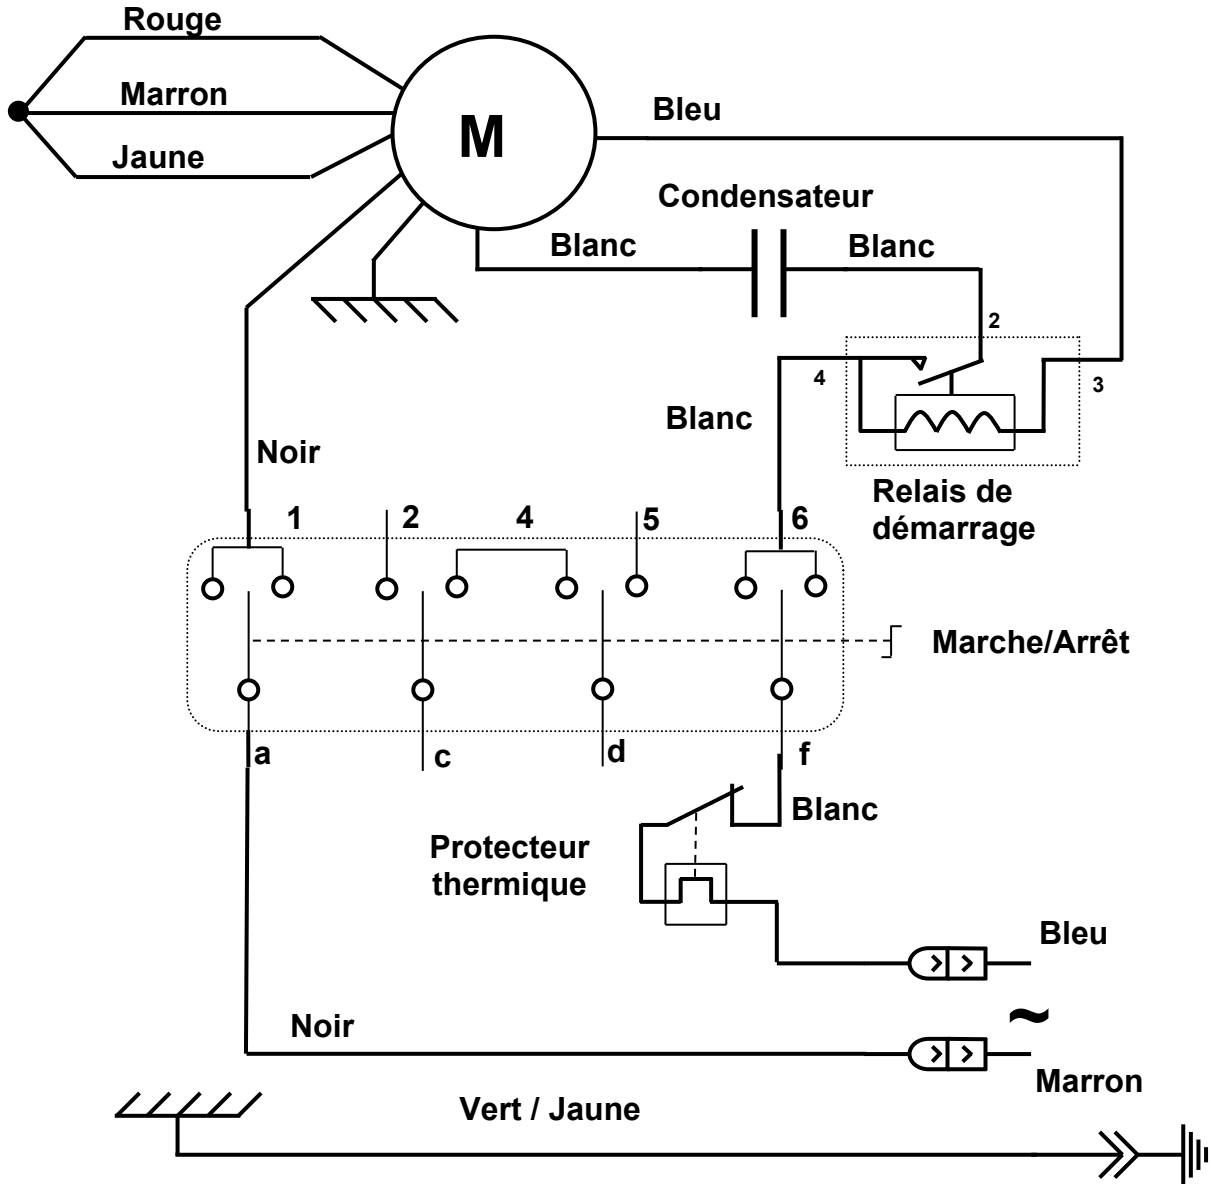 Rouge
Marron
Jaune
M
Bleu
Condensateur
Blanc
Blanc
2
4
3
Blanc
Noir
Relais de
démarrage
1
2
4
5
6
Marche/Arrêt
a
c
d
f
Blanc
Protecteur
thermique
Bleu
~
Noir
Marron
Vert / Jaune